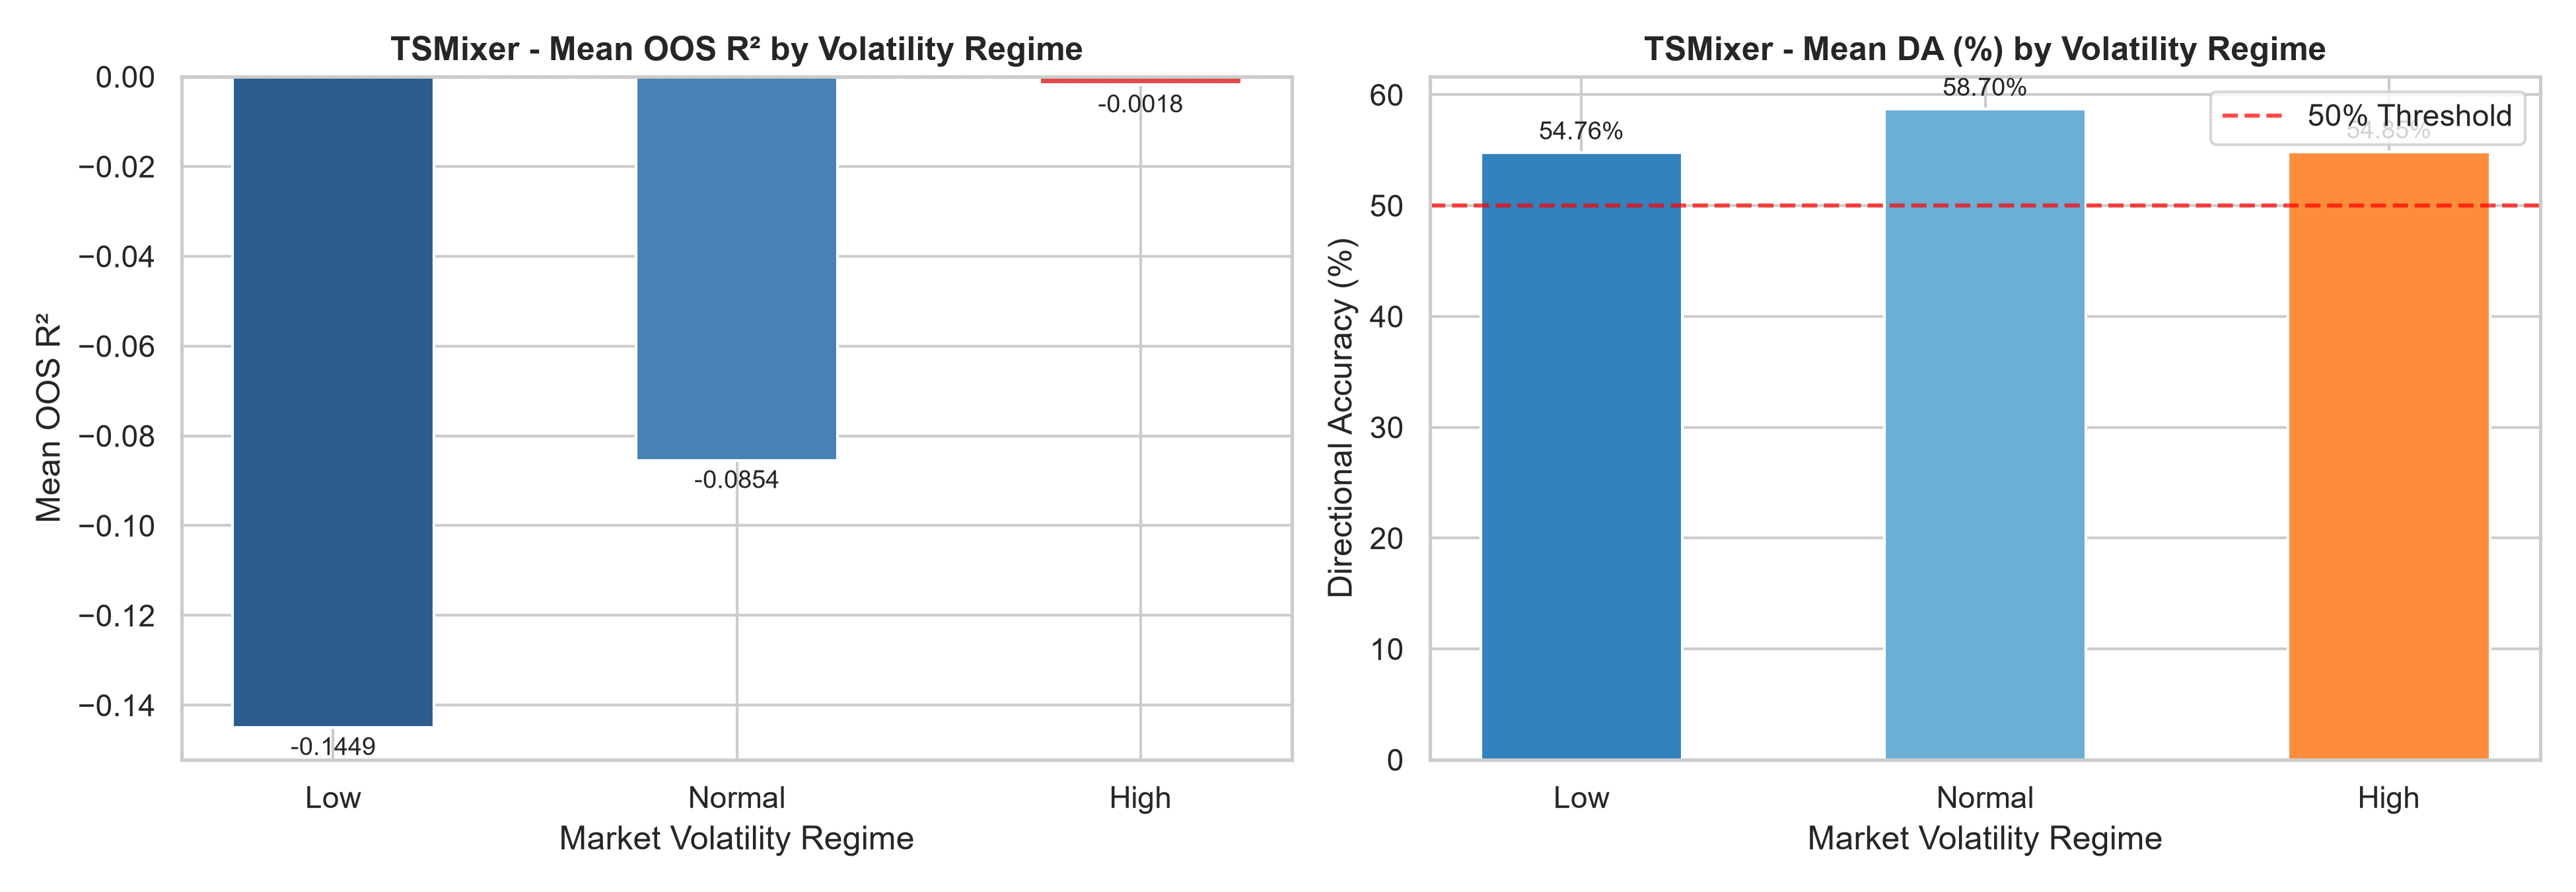 TSMixer - Mean OOS R² by Volatility Regime
0.00
−0.02
−0.04
−0.06
−0.08
−0.10
−0.12
−0.14
Mean OOS R²
-0.1449
-0.0854
-0.0018
Low
Normal
High
Market Volatility Regime
TSMixer - Mean DA (%) by Volatility Regime
60
50
40
30
20
10
0
Directional Accuracy (%)
54.76%
58.70%
54.85%
50% Threshold
Low
Normal
High
Market Volatility Regime